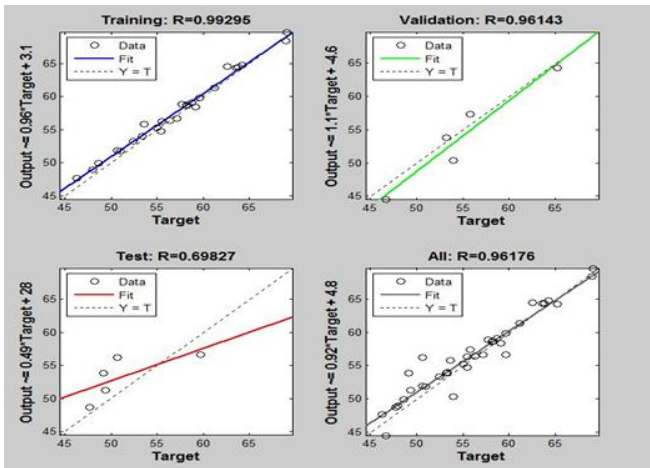 Training: R=0.99295
Output ~= 0.96*Target + 3.1
Data
Fit
Y = T
65
60
55
50
45
45 50 55 60 65
Target
Validation: R=0.96143
Output ~= 1.1*Target + -4.6
Data
Fit
Y = T
65
60
55
50
45
45 50 55 60 65
Target
Test: R=0.69827
Output ~= 0.49*Target + 28
Data
Fit
Y = T
65
60
55
50
45
45 50 55 60 65
Target
All: R=0.96176
Output ~= 0.92*Target + 4.8
Data
Fit
Y = T
65
60
55
50
45
45 50 55 60 65
Target